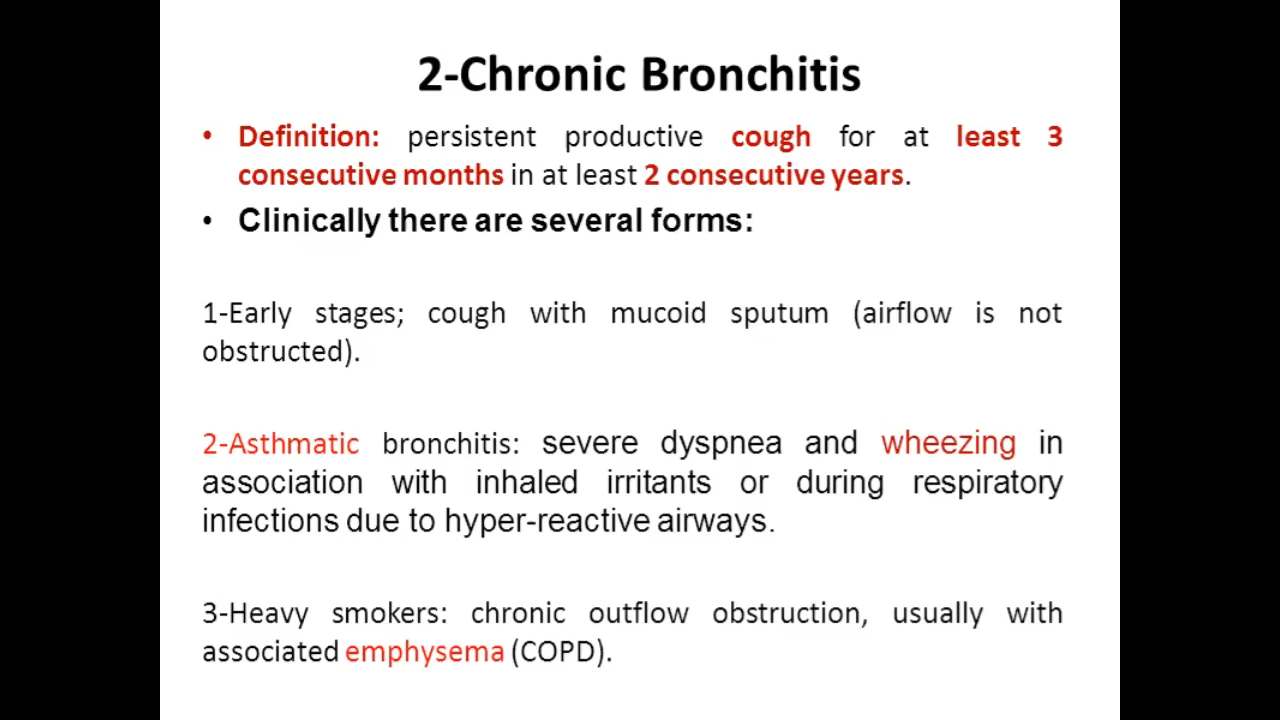 2-Chronic Bronchitis
• Definition: persistent productive cough for at least 3
consecutive months in at least 2 consecutive years.
• Clinically there are several forms:
1-Early stages; cough with mucoid sputum (airflow is not
obstructed).
2-Asthmatic bronchitis: severe dyspnea and wheezing in
association with inhaled irritants or during respiratory
infections due to hyper-reactive airways.
3-Heavy smokers: chronic outflow obstruction, usually with
associated emphysema (COPD).